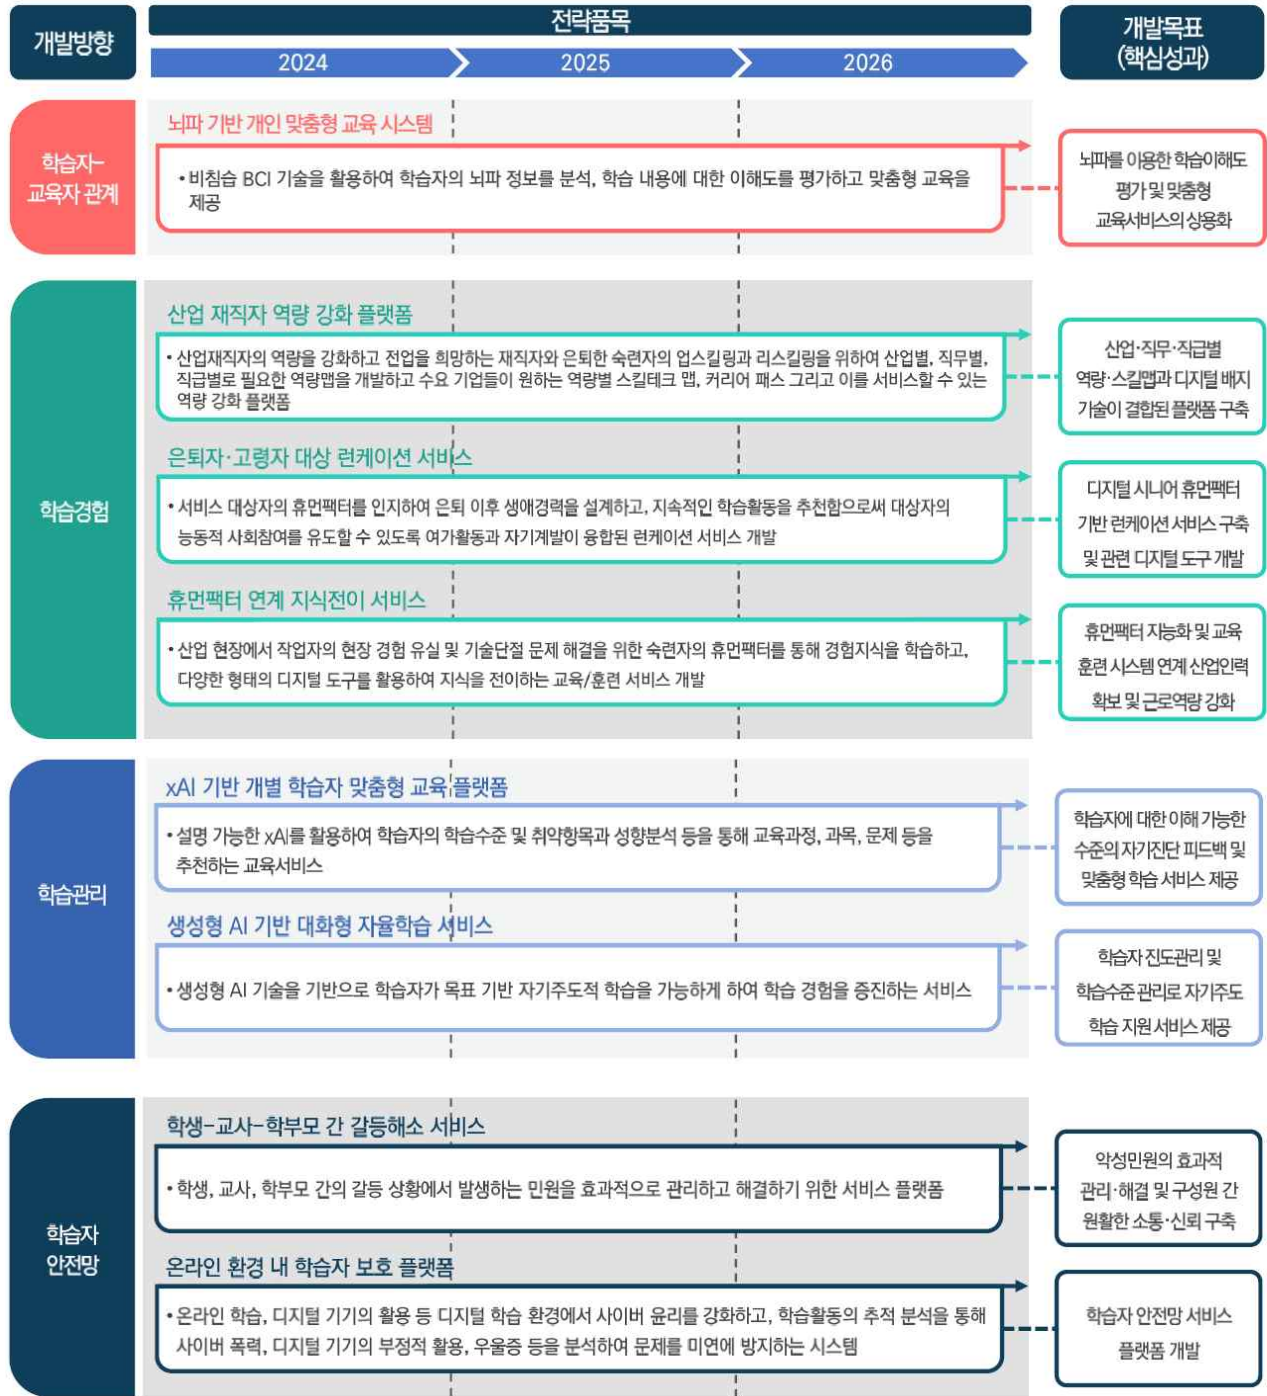 개발방향
전략품목
개발목표
(핵심성과)
2024
2025
2026
학습자-
교육자 관계
뇌파 기반 개인 맞춤형 교육 시스템
• 비침습 BCI 기술을 활용하여 학습자의 뇌파 정보를 분석, 학습 내용에 대한 이해도를 평가하고 맞춤형 교육을
제공
뇌파를 이용한 학습이해도
평가 및 맞춤형
교육서비스의 상용화
학습경험
산업 재직자 역량 강화 플랫폼
• 산업재직자의 역량을 강화하고 전업을 희망하는 재직자와 은퇴한 숙련자의 업스킬링과 리스킬링을 위하여 산업별, 직무별,
직급별로 필요한 역량맵을 개발하고 수요 기업들이 원하는 역량별 스킬테크 맵, 커리어 패스 그리고 이를 서비스할 수 있는
역량 강화 플랫폼
산업·직무·직급별
역량·스킬맵과 디지털 배지
기술이 결합된 플랫폼 구축
은퇴자·고령자 대상 런케이션 서비스
• 서비스 대상자의 휴먼팩터를 인지하여 은퇴 이후 생애경력을 설계하고, 지속적인 학습활동을 추천함으로써 대상자의
능동적 사회참여를 유도할 수 있도록 여가활동과 자기계발이 융합된 런케이션 서비스 개발
디지털 시니어 휴먼팩터
기반 런케이션 서비스 구축
및 관련 디지털 도구 개발
휴먼팩터 연계 지식전이 서비스
• 산업 현장에서 작업자의 현장 경험 유실 및 기술단절 문제 해결을 위한 숙련자의 휴먼팩터를 통해 경험지식을 학습하고,
다양한 형태의 디지털 도구를 활용하여 지식을 전이하는 교육/훈련 서비스 개발
휴먼팩터 지능화 및 교육
훈련 시스템 연계 산업인력
확보 및 근로역량 강화
학습관리
xAI 기반 개별 학습자 맞춤형 교육 플랫폼
• 설명 가능한 xAI를 활용하여 학습자의 학습수준 및 취약항목과 성향분석 등을 통해 교육과정, 과목, 문제 등을
추천하는 교육서비스
학습자에 대한 이해 가능한
수준의 자기진단 피드백 및
맞춤형 학습 서비스 제공
생성형 AI 기반 대화형 자율학습 서비스
• 생성형 AI 기술을 기반으로 학습자가 목표 기반 자기주도적 학습을 가능하게 하여 학습 경험을 증진하는 서비스
학습자 진도관리 및
학습수준 관리로 자기주도
학습 지원 서비스 제공
학습자
안전망
학생-교사-학부모 간 갈등해소 서비스
• 학생, 교사, 학부모 간의 갈등 상황에서 발생하는 민원을 효과적으로 관리하고 해결하기 위한 서비스 플랫폼
악성민원의 효과적
관리·해결 및 구성원 간
원활한 소통·신뢰 구축
온라인 환경 내 학습자 보호 플랫폼
• 온라인 학습, 디지털 기기의 활용 등 디지털 학습 환경에서 사이버 윤리를 강화하고, 학습활동의 추적 분석을 통해
사이버 폭력, 디지털 기기의 부정적 활용, 우울증 등을 분석하여 문제를 미연에 방지하는 시스템
학습자 안전망 서비스
플랫폼 개발